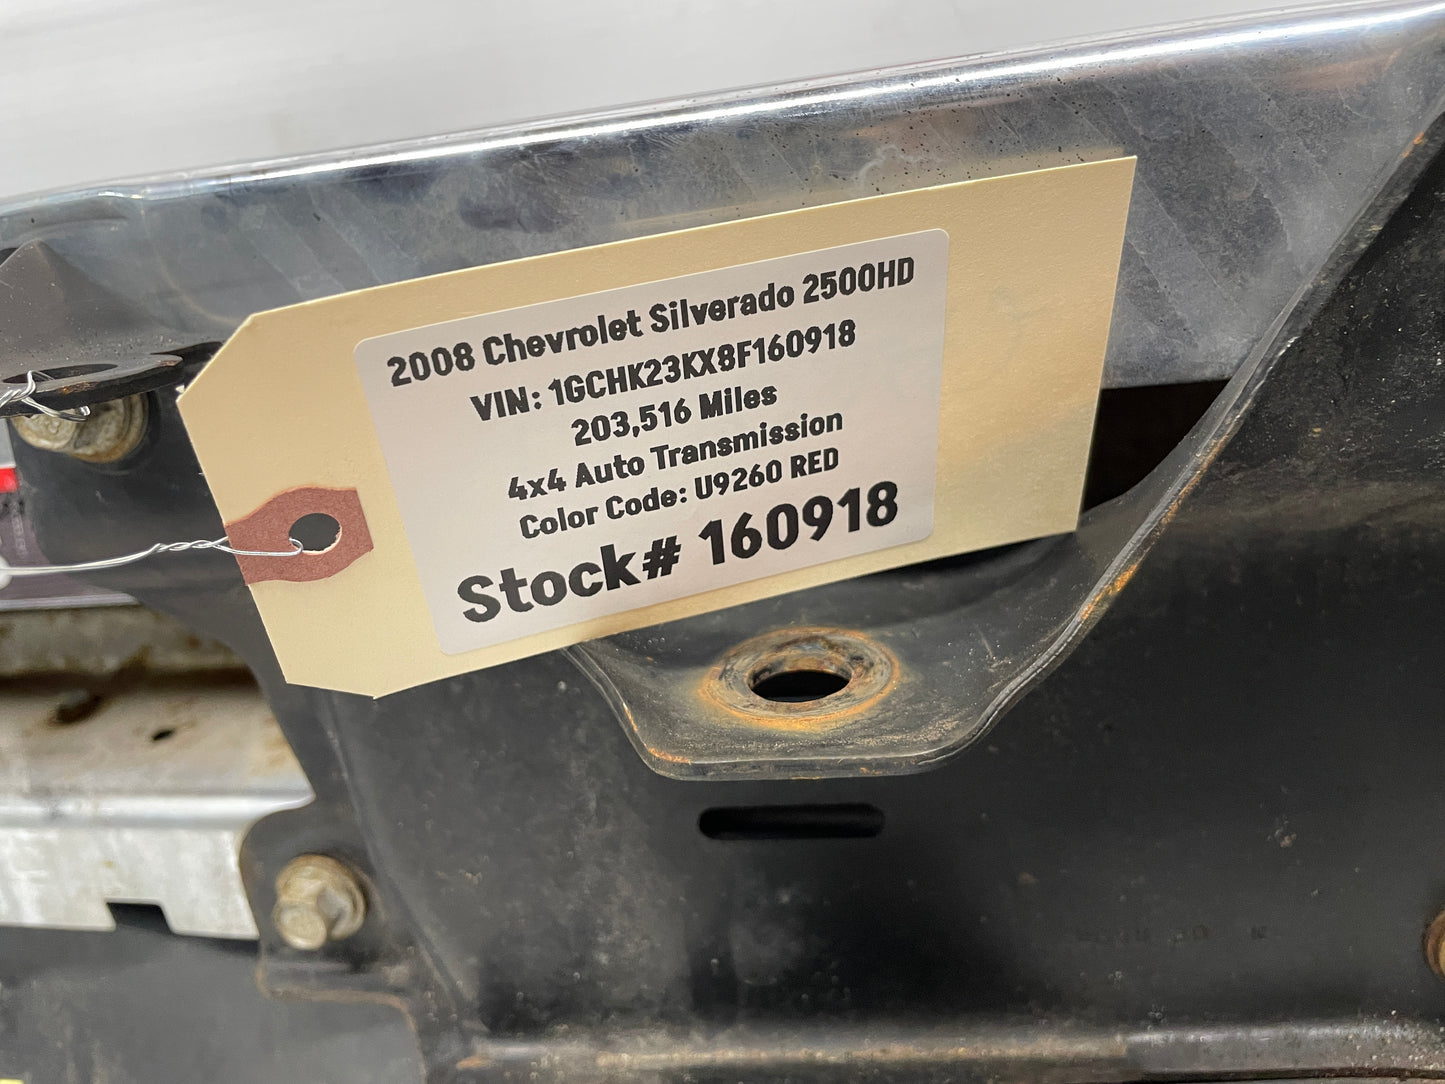 2008 Chevrolet Silverado 2500HD
VIN: 1GCHK23KX8F160918
203,516 Miles
4x4 Auto Transmission
Color Code: U9260 RED
Stock# 160918